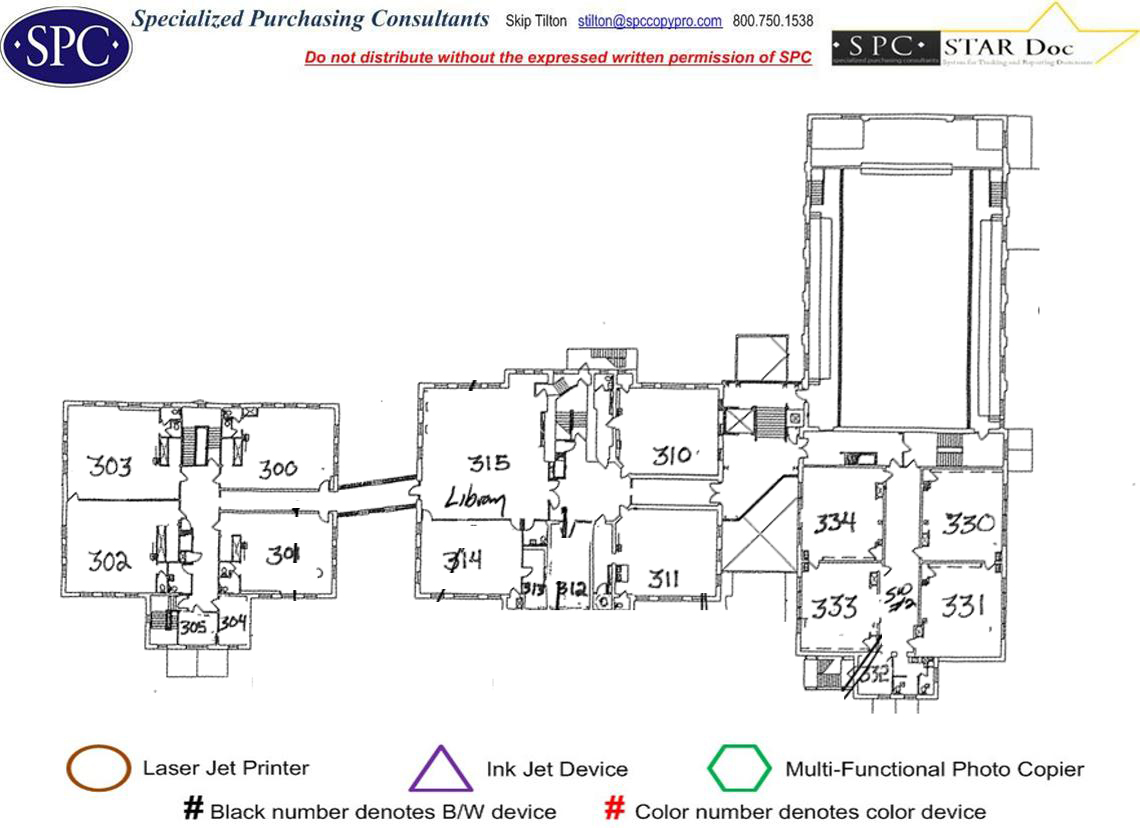 Specialized Purchasing Consultants Skip Tilton stilton@spccopypro.com 800.750.1538
·SPC·
Do not distribute without the expressed written permission of SPC
·SPC· STAR Doc
specialized purchasing consultants System for Tracking and Reporting Documents
303 300
302 301
305 304
315
Library
310
314
313 312
311
334 330
333 331
332
Laser Jet Printer Ink Jet Device Multi-Functional Photo Copier
# Black number denotes B/W device # Color number denotes color device